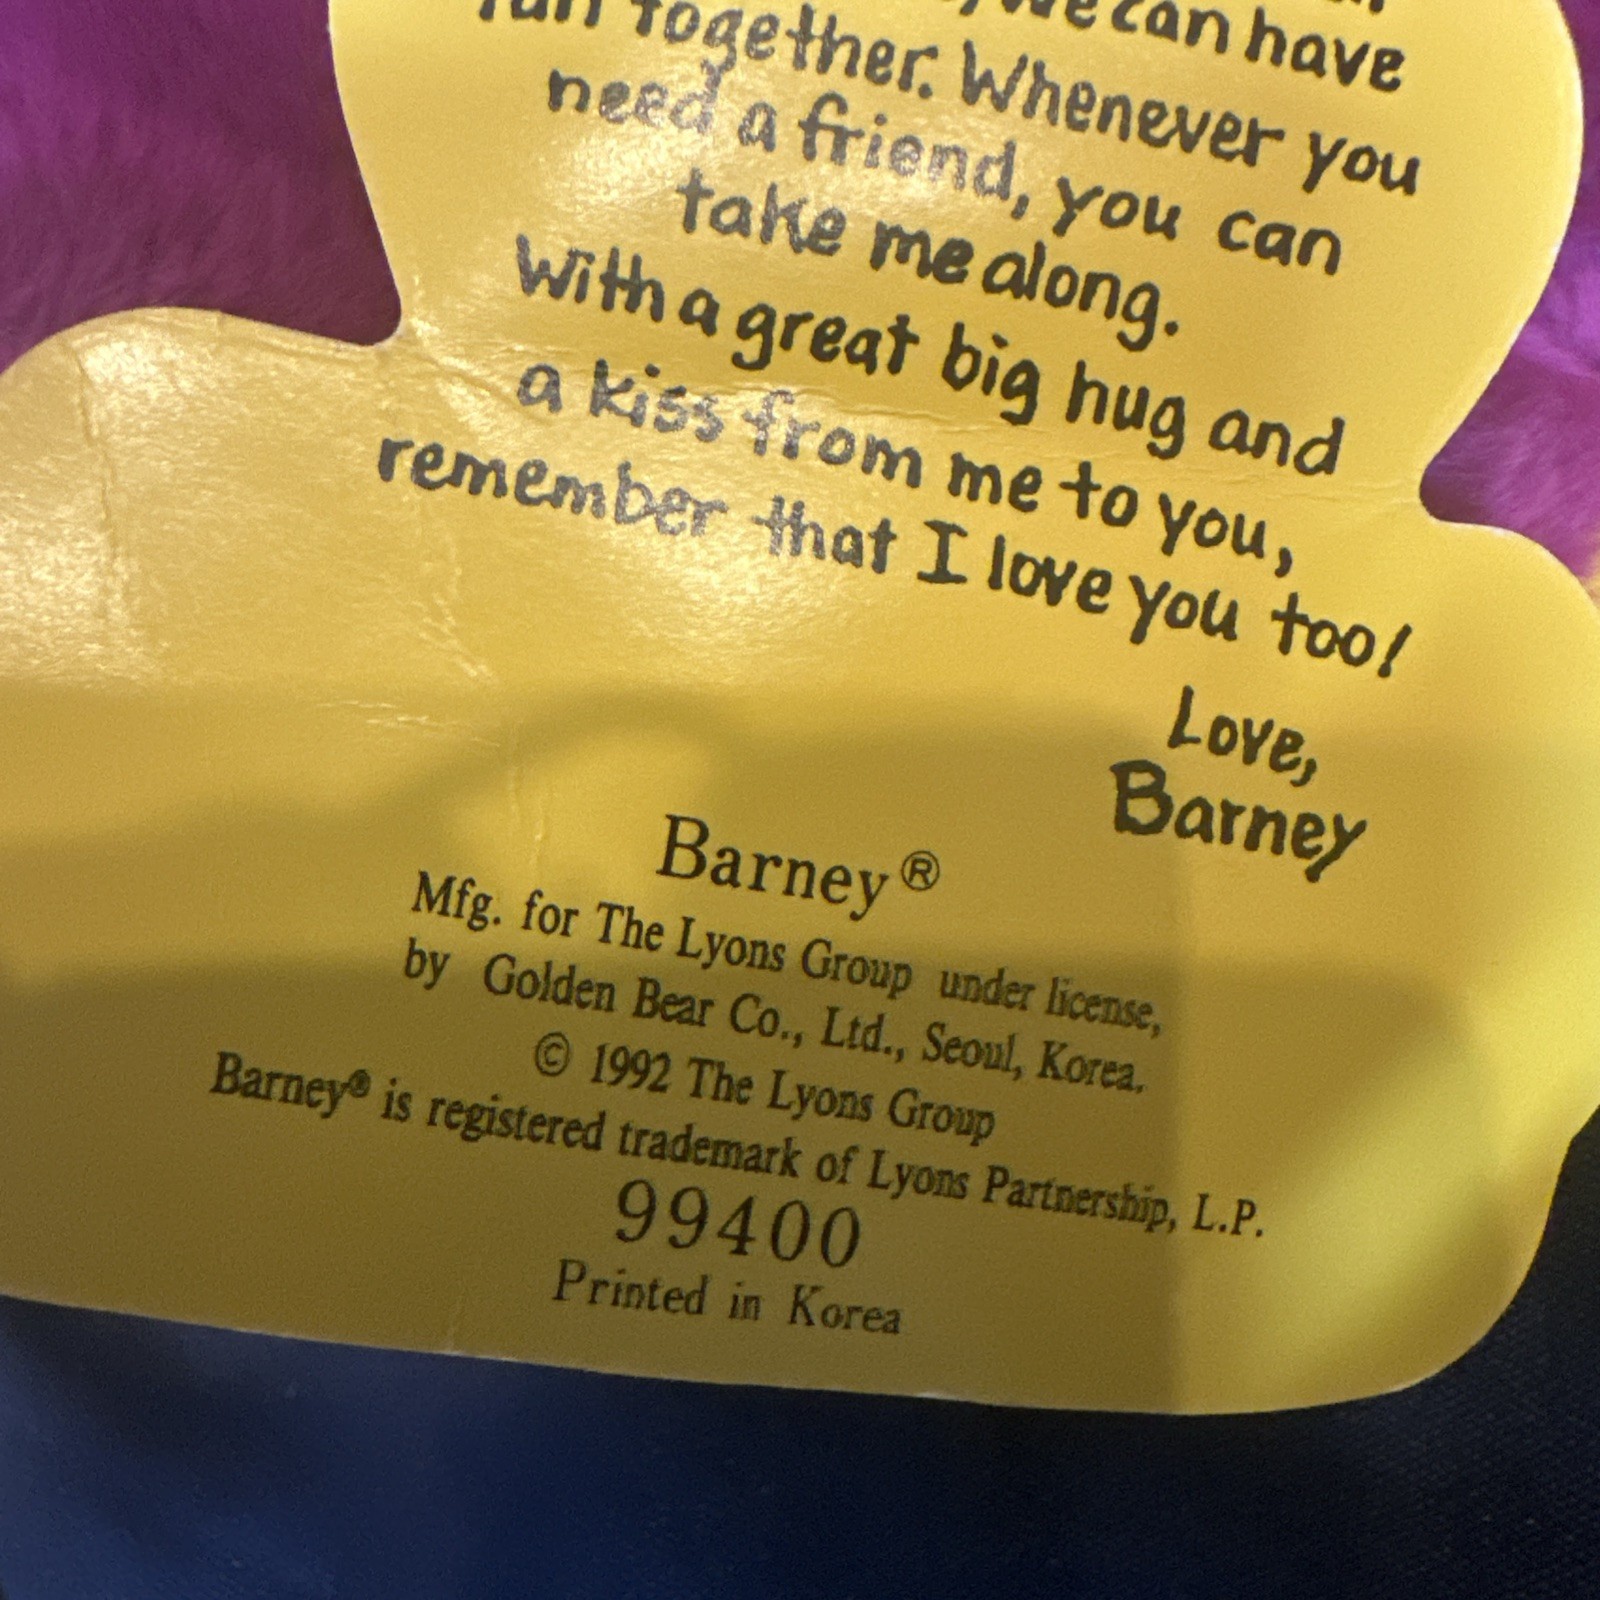 we can have
fun together. Whenever you
need a friend, you can
take me along.
With a great big hug and
a kiss from me to you,
remember that I love you too!
Love,
Barney
Barney®
Mfg. for The Lyons Group under license,
by Golden Bear Co., Ltd., Seoul, Korea.
© 1992 The Lyons Group
Barney® is registered trademark of Lyons Partnership, L.P.
99400
Printed in Korea